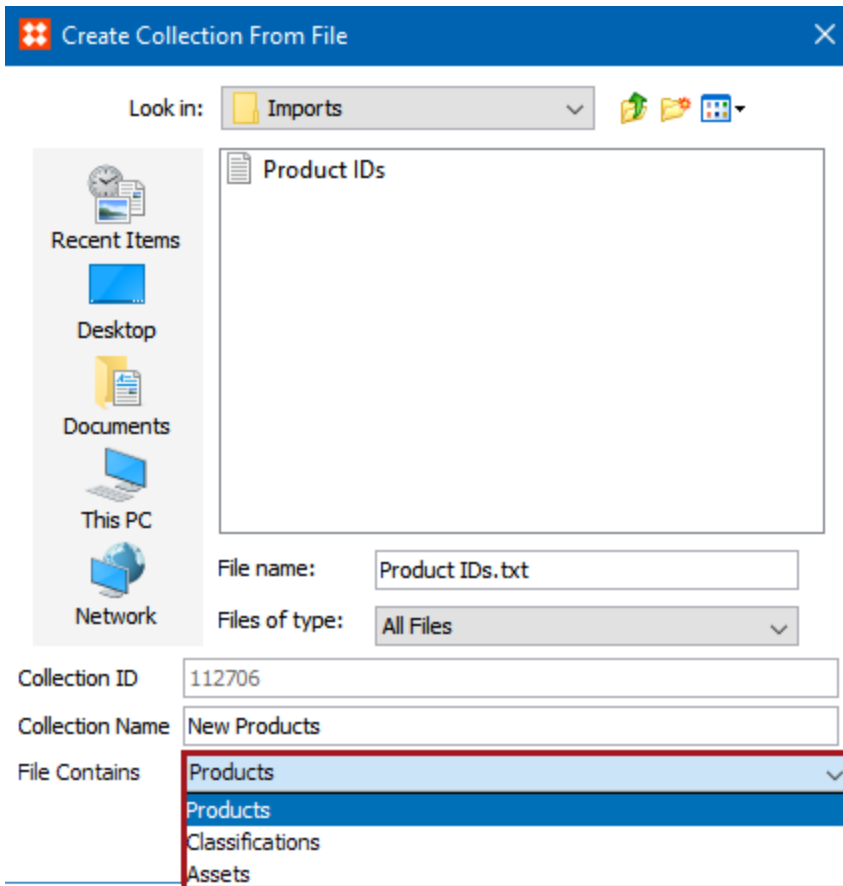 Create Collection From File
Look in: Imports
Product IDs
Recent Items
Desktop
Documents
This PC
Network
File name: Product IDs.txt
Files of type: All Files
Collection ID 112706
Collection Name New Products
File Contains Products
Products
Classifications
Assets